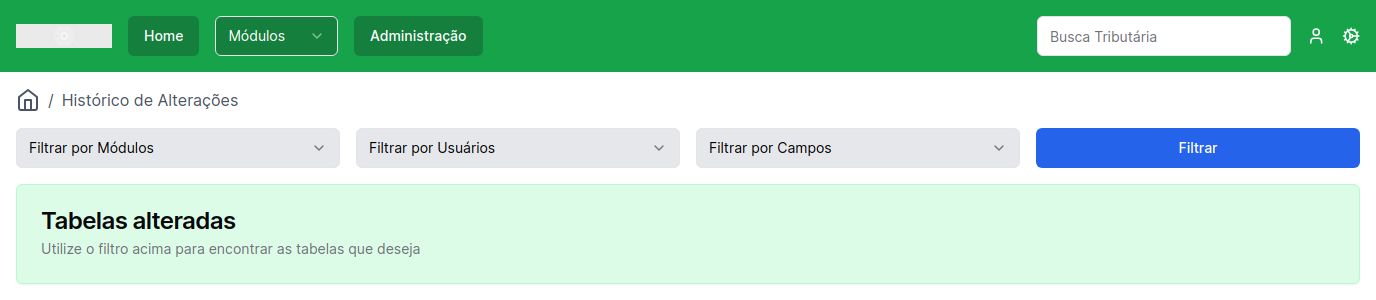 Home
Módulos
Administração
Busca Tributária
/ Histórico de Alterações
Filtrar por Módulos
Filtrar por Usuários
Filtrar por Campos
Filtrar
Tabelas alteradas
Utilize o filtro acima para encontrar as tabelas que deseja